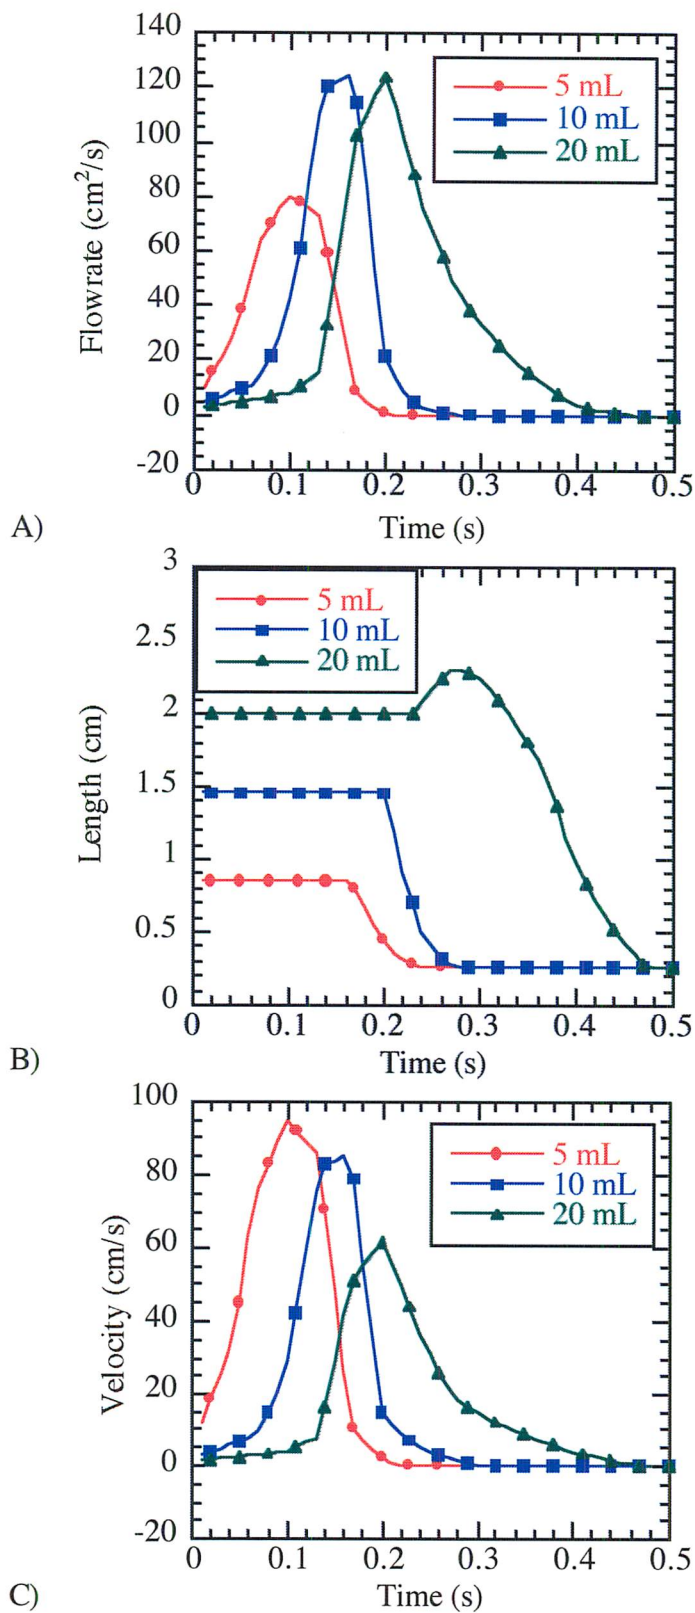 140
120
100
80
60
40
20
0
-20
Flowrate (cm²/s)
5 mL
10 mL
20 mL
0 0.1 0.2 0.3 0.4 0.5
Time (s)
A)
3
2.5
2
1.5
1
0.5
0
Length (cm)
5 mL
10 mL
20 mL
0 0.1 0.2 0.3 0.4 0.5
Time (s)
B)
100
80
60
40
20
0
-20
Velocity (cm/s)
5 mL
10 mL
20 mL
0 0.1 0.2 0.3 0.4 0.5
Time (s)
C)